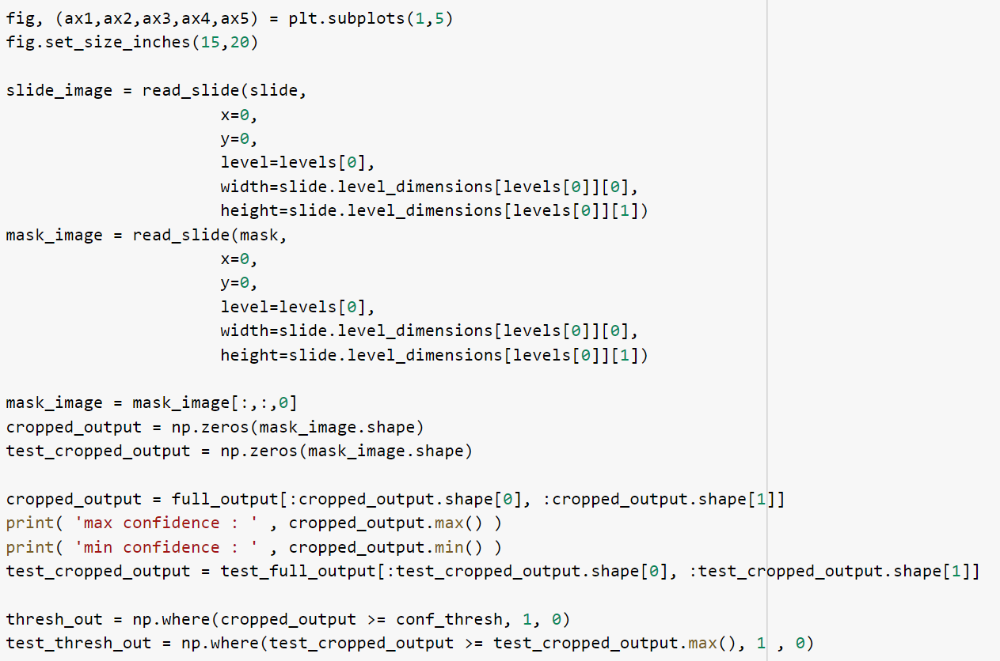 fig, (ax1,ax2,ax3,ax4,ax5) = plt.subplots(1,5)
fig.set_size_inches(15,20)

slide_image = read_slide(slide,
                      x=0,
                      y=0,
                      level=levels[0],
                      width=slide.level_dimensions[levels[0]][0],
                      height=slide.level_dimensions[levels[0]][1])
mask_image = read_slide(mask,
                      x=0,
                      y=0,
                      level=levels[0],
                      width=slide.level_dimensions[levels[0]][0],
                      height=slide.level_dimensions[levels[0]][1])

mask_image = mask_image[:,:,0]
cropped_output = np.zeros(mask_image.shape)
test_cropped_output = np.zeros(mask_image.shape)

cropped_output = full_output[:cropped_output.shape[0], :cropped_output.shape[1]]
print( 'max confidence : ' , cropped_output.max() )
print( 'min confidence : ' , cropped_output.min() )
test_cropped_output = test_full_output[:test_cropped_output.shape[0], :test_cropped_output.shape[1]]

thresh_out = np.where(cropped_output >= conf_thresh, 1, 0)
test_thresh_out = np.where(test_cropped_output >= test_cropped_output.max(), 1 , 0)